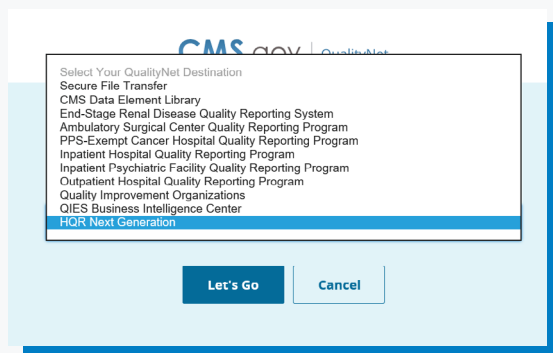 CMS.gov | QualityNet
Select Your QualityNet Destination
Secure File Transfer
CMS Data Element Library
End-Stage Renal Disease Quality Reporting System
Ambulatory Surgical Center Quality Reporting Program
PPS-Exempt Cancer Hospital Quality Reporting Program
Inpatient Hospital Quality Reporting Program
Inpatient Psychiatric Facility Quality Reporting Program
Outpatient Hospital Quality Reporting Program
Quality Improvement Organizations
QIES Business Intelligence Center
HQR Next Generation
Let's Go
Cancel